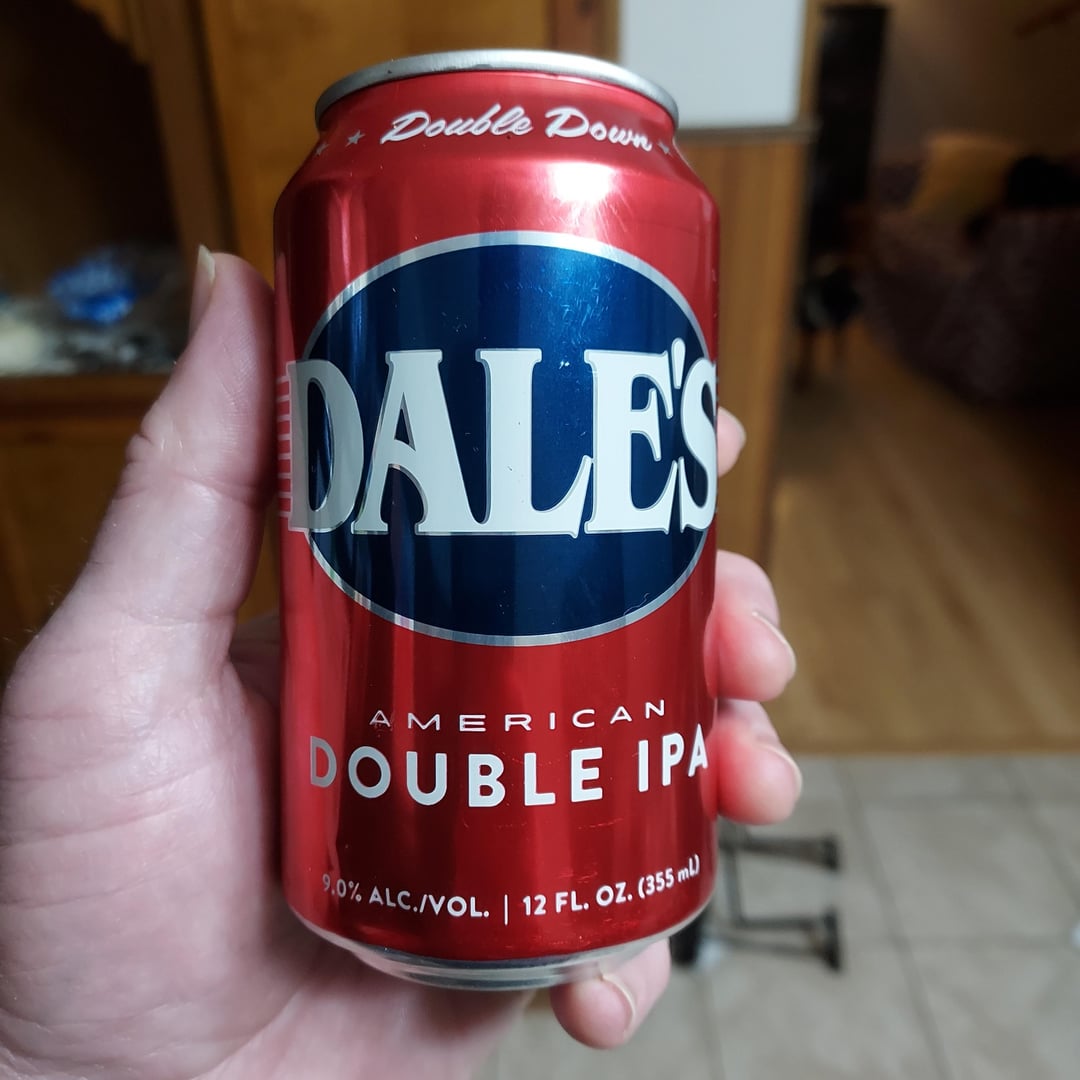 Double Down
DALE'S
AMERICAN
DOUBLE IPA
9.0% ALC./VOL. | 12 FL. OZ. (355 mL)